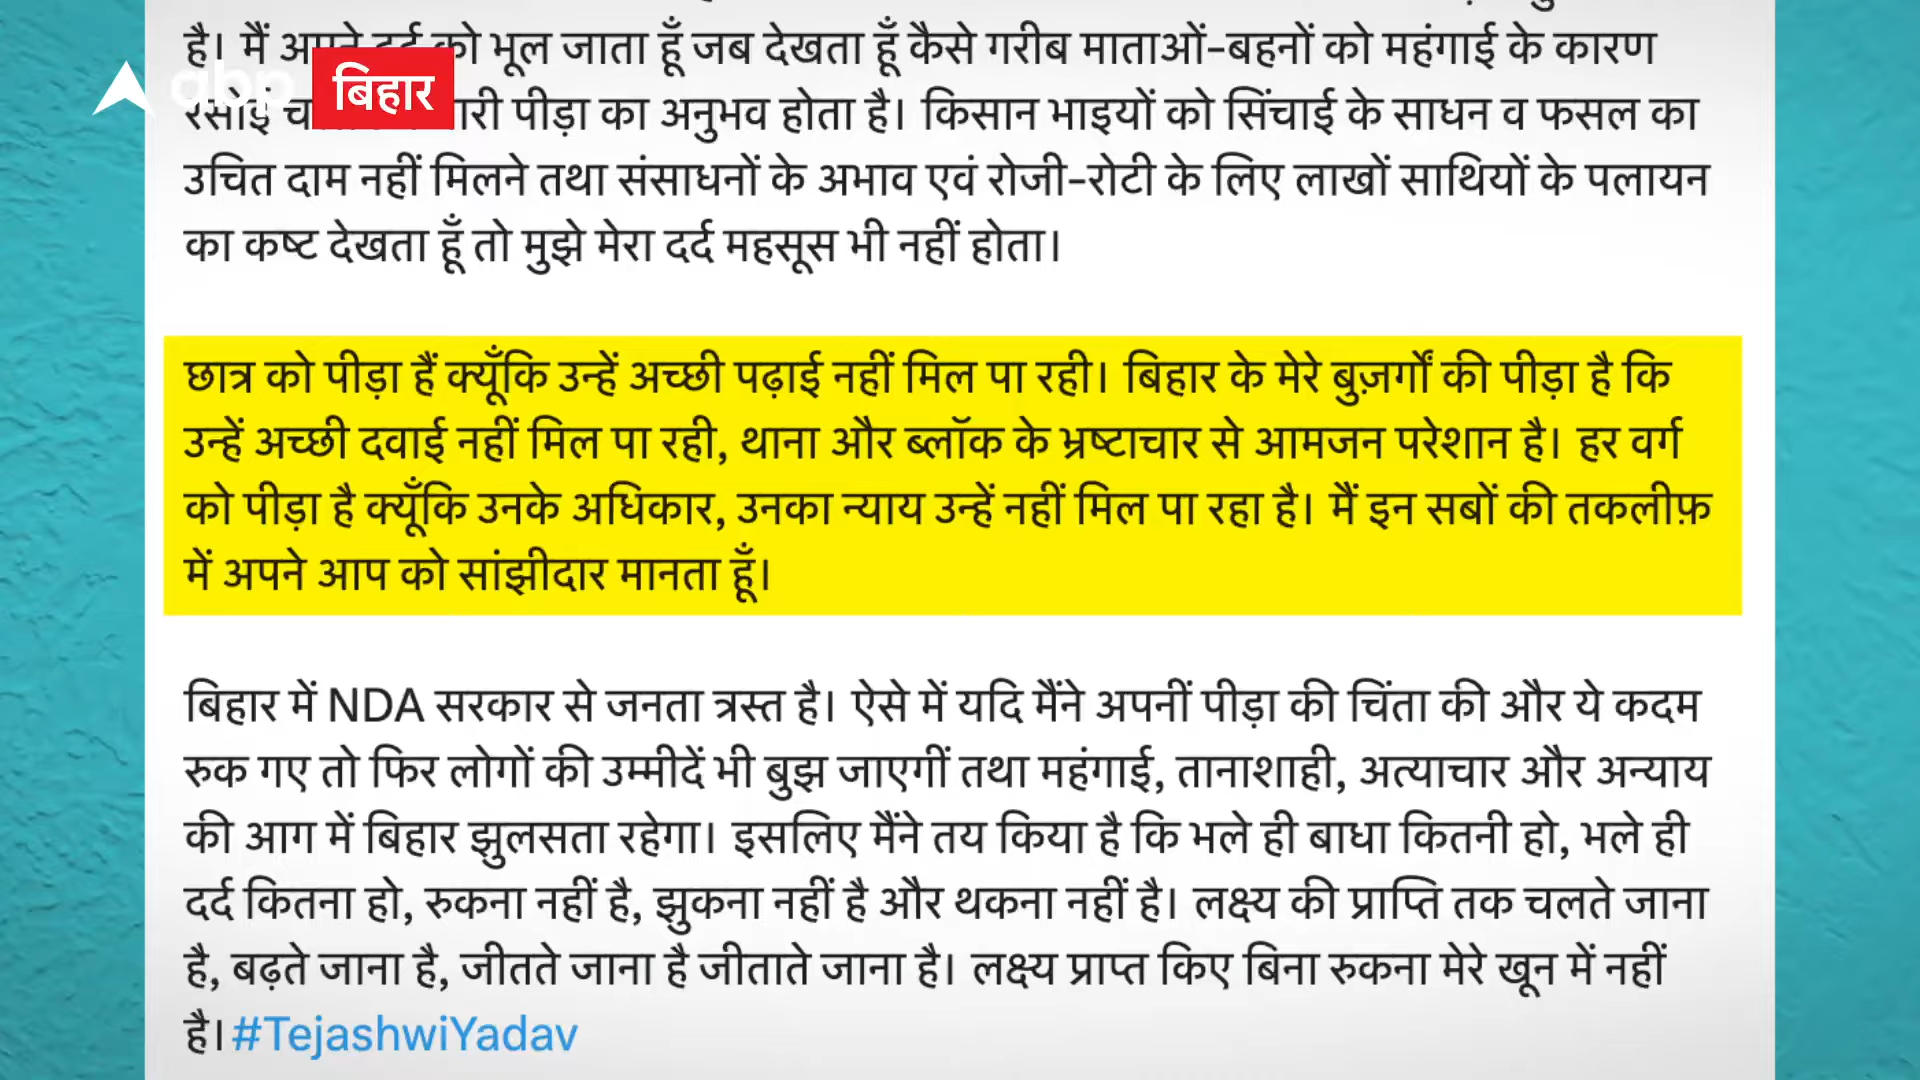 है। मैं अपने दर्द को भूल जाता हूँ जब देखता हूँ कैसे गरीब माताओं-बहनों को महंगाई के कारण
abp बिहार
रसोई पीड़ा का अनुभव होता है। किसान भाइयों को सिंचाई के साधन व फसल का
उचित दाम नहीं मिलने तथा संसाधनों के अभाव एवं रोजी-रोटी के लिए लाखों साथियों के पलायन
का कष्ट देखता हूँ तो मुझे मेरा दर्द महसूस भी नहीं होता।
छात्र को पीड़ा हैं क्यूँकि उन्हें अच्छी पढ़ाई नहीं मिल पा रही। बिहार के मेरे बुज़र्गों की पीड़ा है कि
उन्हें अच्छी दवाई नहीं मिल पा रही, थाना और ब्लॉक के भ्रष्टाचार से आमजन परेशान है। हर वर्ग
को पीड़ा है क्यूँकि उनके अधिकार, उनका न्याय उन्हें नहीं मिल पा रहा है। मैं इन सबों की तकलीफ़
में अपने आप को सांझीदार मानता हूँ।
बिहार में NDA सरकार से जनता त्रस्त है। ऐसे में यदि मैंने अपनीं पीड़ा की चिंता की और ये कदम
रुक गए तो फिर लोगों की उम्मीदें भी बुझ जाएगीं तथा महंगाई, तानाशाही, अत्याचार और अन्याय
की आग में बिहार झुलसता रहेगा। इसलिए मैंने तय किया है कि भले ही बाधा कितनी हो, भले ही
दर्द कितना हो, रुकना नहीं है, झुकना नहीं है और थकना नहीं है। लक्ष्य की प्राप्ति तक चलते जाना
है, बढ़ते जाना है, जीतते जाना है जीताते जाना है। लक्ष्य प्राप्त किए बिना रुकना मेरे खून में नहीं
है। #TejashwiYadav